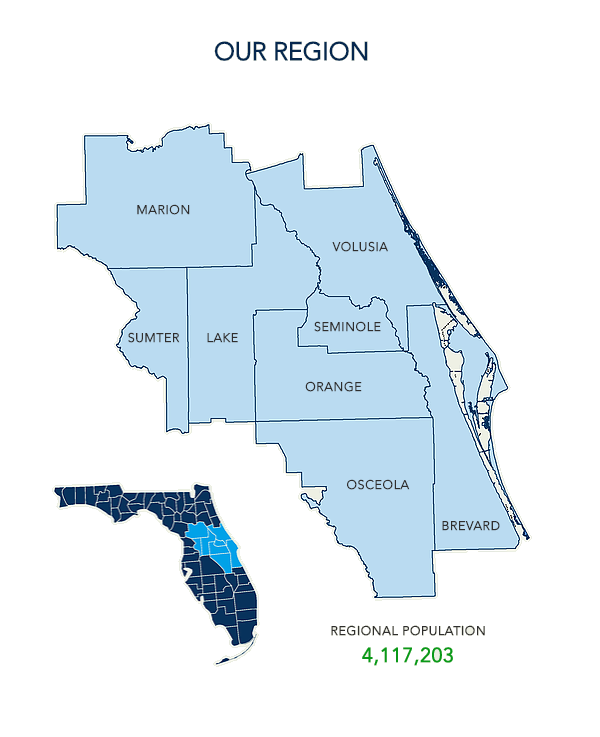 OUR REGION
MARION
VOLUSIA
SEMINOLE
SUMTER
LAKE
ORANGE
OSCEOLA
BREVARD
REGIONAL POPULATION
4,117,203